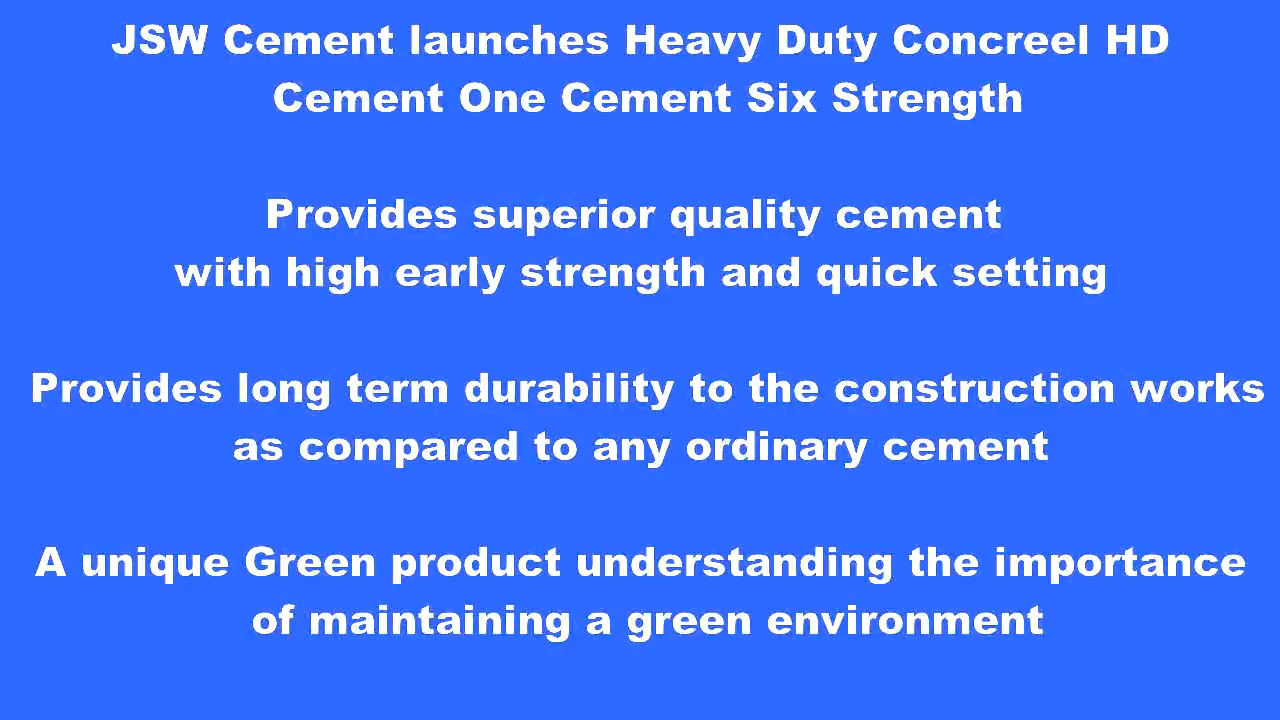 JSW Cement launches Heavy Duty Concreel HD
Cement One Cement Six Strength
Provides superior quality cement
with high early strength and quick setting
Provides long term durability to the construction works
as compared to any ordinary cement
A unique Green product understanding the importance
of maintaining a green environment